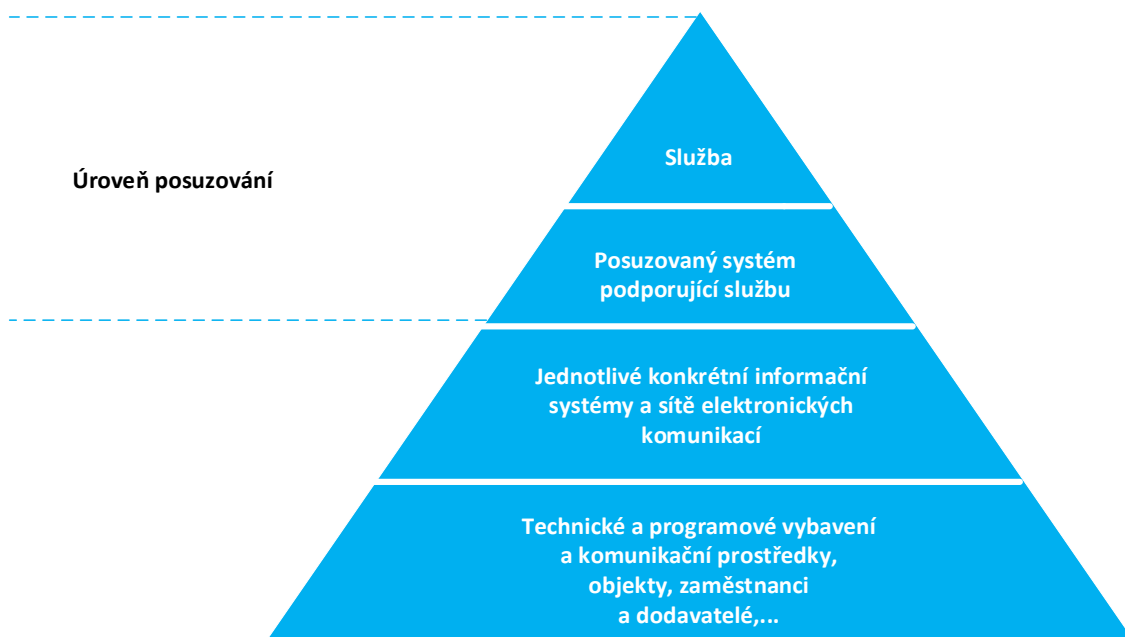 Služba
Úroveň posuzování
Posuzovaný systém
podporující službu
Jednotlivé konkrétní informační
systémy a sítě elektronických
komunikací
Technické a programové vybavení
a komunikační prostředky,
objekty, zaměstnanci
a dodavatelé,...